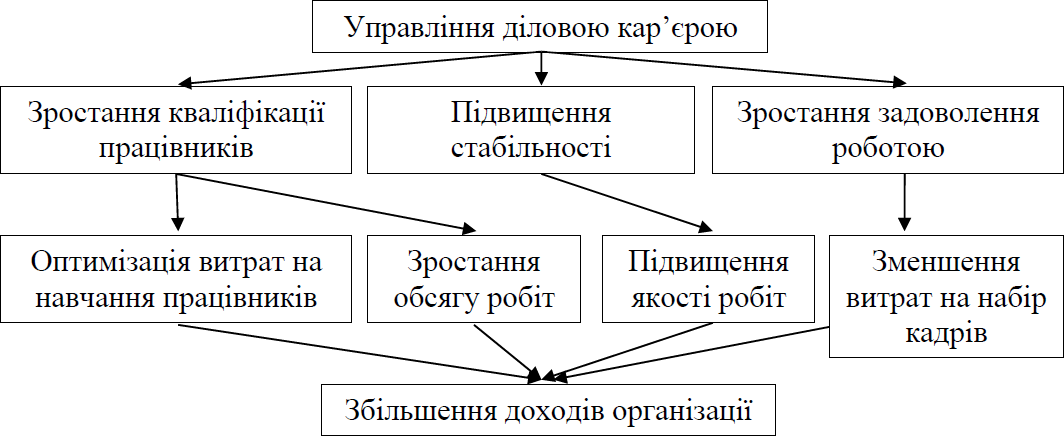 Управління діловою кар’єрою
Зростання кваліфікації
працівників
Підвищення
стабільності
Зростання задоволення
роботою
Оптимізація витрат на
навчання працівників
Зростання
обсягу робіт
Підвищення
якості робіт
Зменшення
витрат на набір
кадрів
Збільшення доходів організації